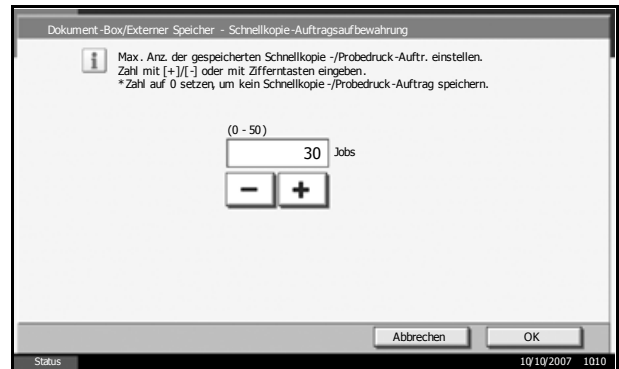 Dokument-Box/Externer Speicher - Schnellkopie-Auftragsaufbewahrung
Max. Anz. der gespeicherten Schnellkopie -/Probedruck-Auftr. einstellen.
Zahl mit [+]/[-] oder mit Zifferntasten eingeben.
*Zahl auf 0 setzen, um kein Schnellkopie -/Probedruck-Auftrag speichern.
(0 - 50)
30 Jobs
− +
Abbrechen OK
Status 10/10/2007 1010